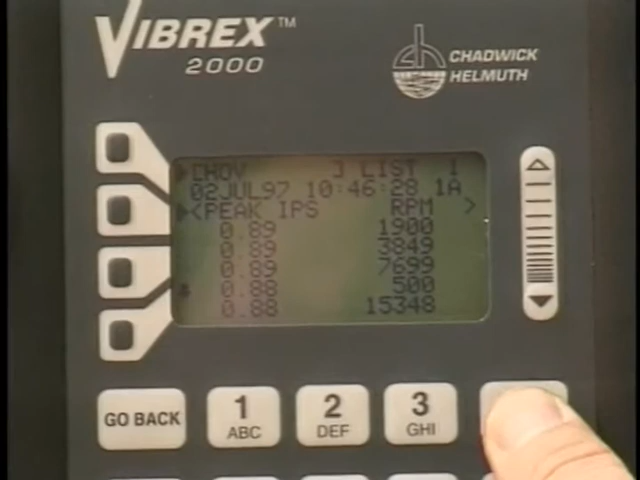 VIBREX™
2000
CHADWICK
HELMUTH
CHOV 3 LIST 1
02JUL97 10:46:28 1A
<PEAK IPS RPM >
0.89 1900
0.89 3849
0.89 7699
0.88 500
0.88 15348
GO BACK
1
ABC
2
DEF
3
GHI